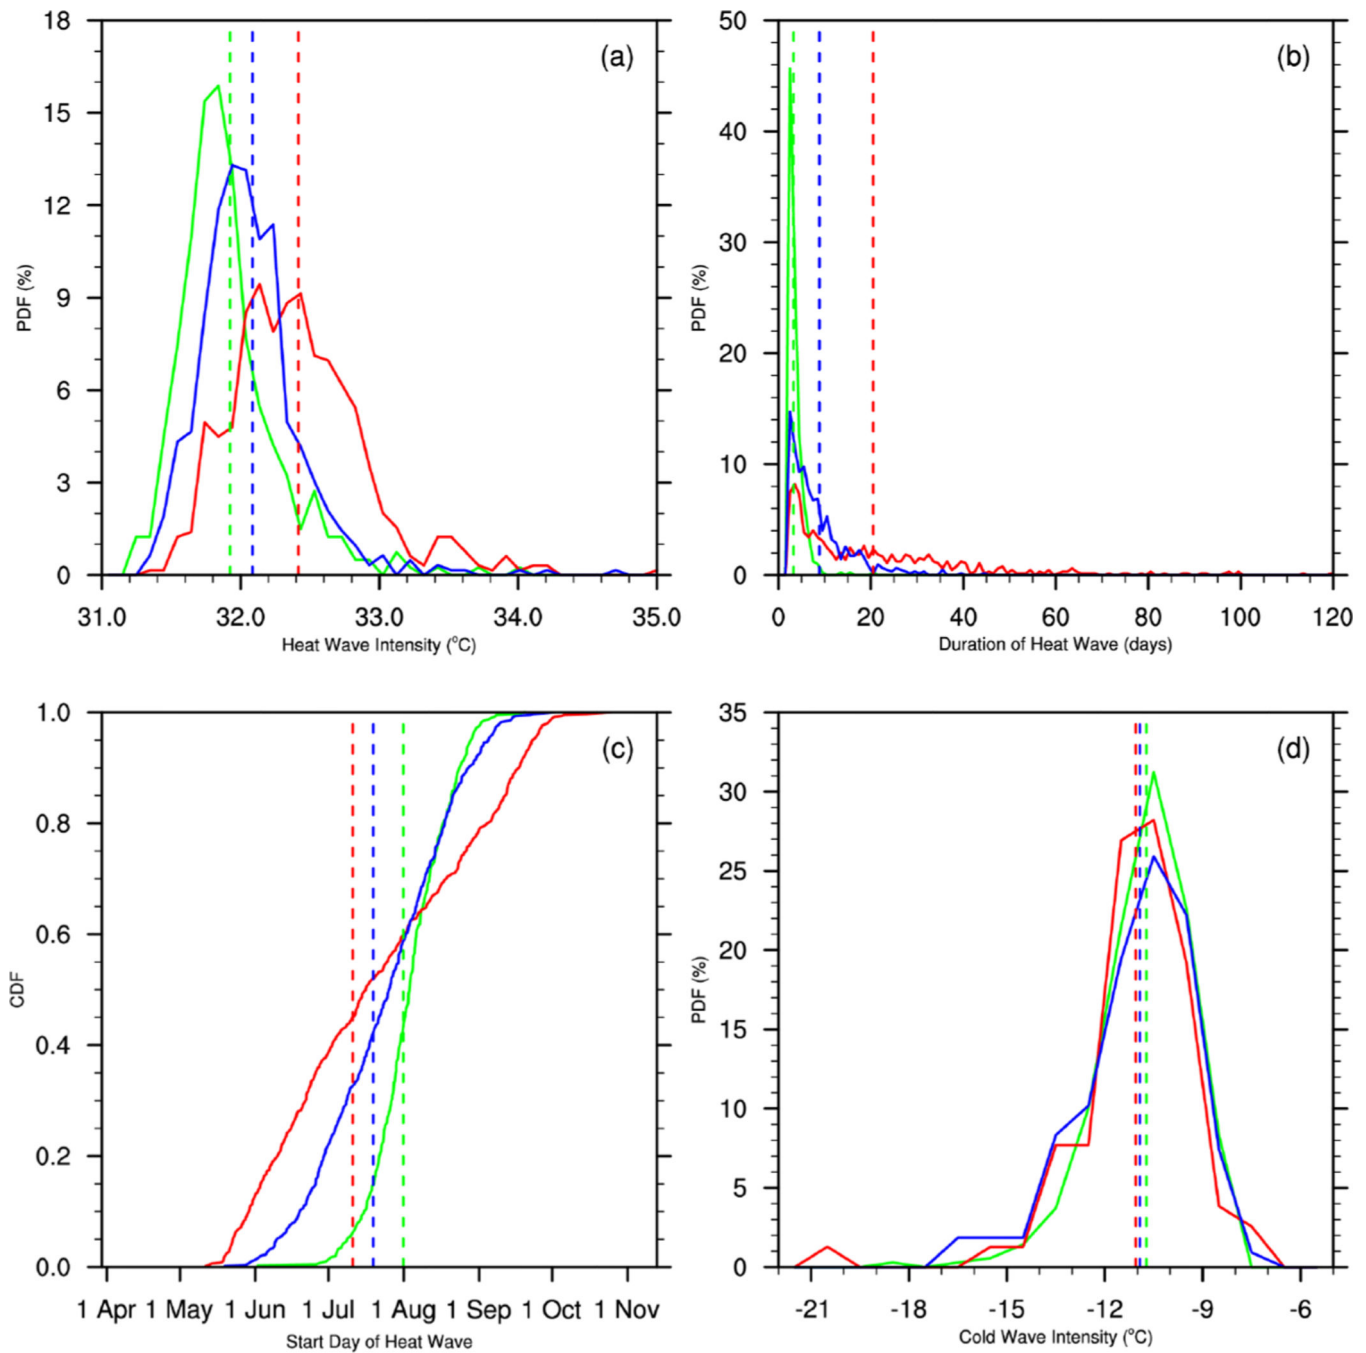 (a)
18
15
12
9
6
3
0
PDF (%)
31.0 32.0 33.0 34.0 35.0
Heat Wave Intensity (°C)
(b)
50
40
30
20
10
0
PDF (%)
0 20 40 60 80 100 120
Duration of Heat Wave (days)
(c)
1.0
0.8
0.6
0.4
0.2
0.0
CDF
1 Apr 1 May 1 Jun 1 Jul 1 Aug 1 Sep 1 Oct 1 Nov
Start Day of Heat Wave
(d)
35
30
25
20
15
10
5
0
PDF (%)
-21 -18 -15 -12 -9 -6
Cold Wave Intensity (°C)